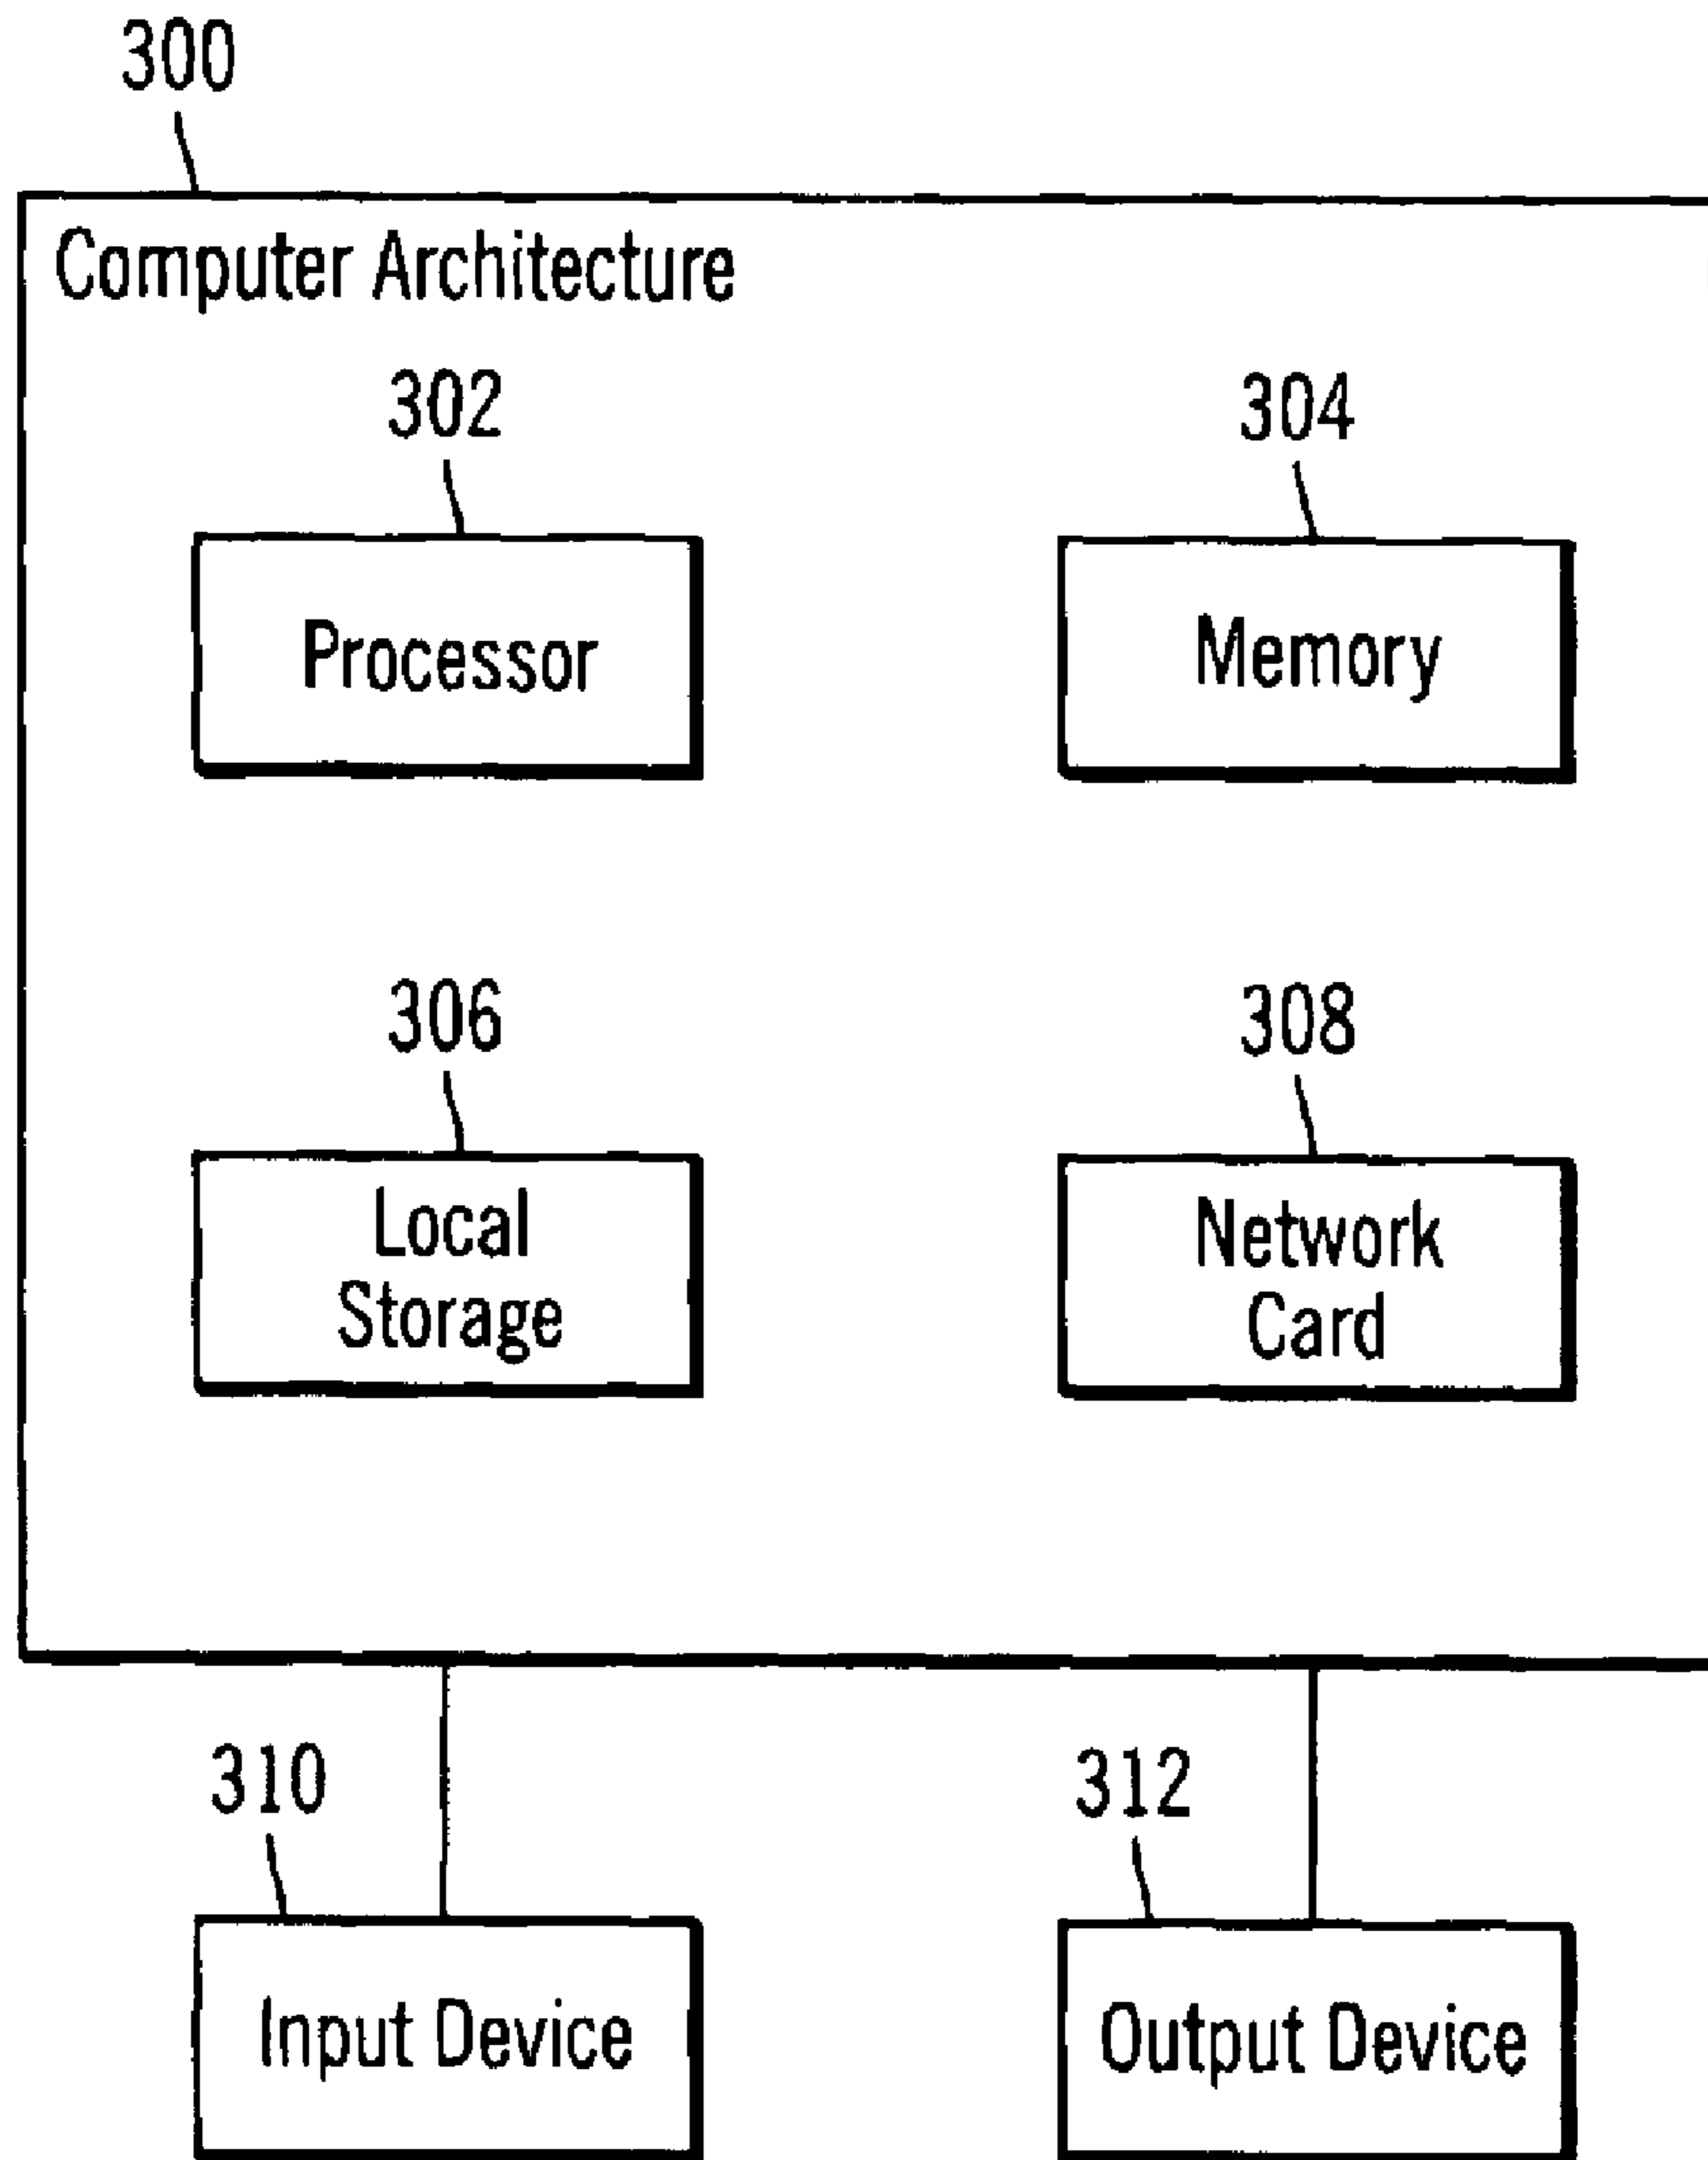 300
Computer Architecture
302
304
Processor
Memory
306
308
Local
Storage
Network
Card
310
312
Input Device
Output Device